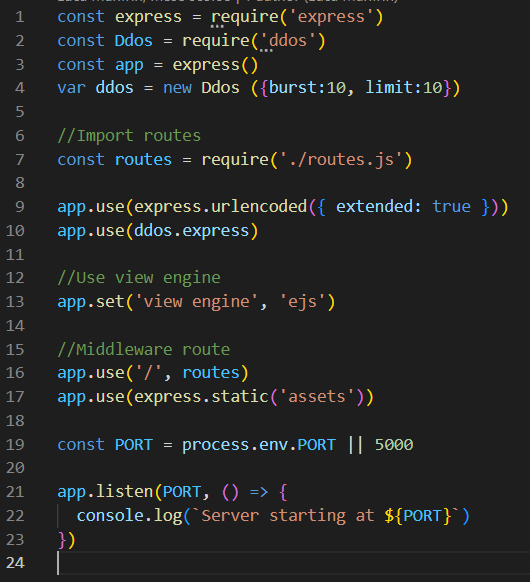 1 const express = require('express')
2 const Ddos = require('ddos')
3 const app = express()
4 var ddos = new Ddos ({burst:10, limit:10})
5
6 //Import routes
7 const routes = require('./routes.js')
8
9 app.use(express.urlencoded({ extended: true }))
10 app.use(ddos.express)
11
12 //Use view engine
13 app.set('view engine', 'ejs')
14
15 //Middleware route
16 app.use('/', routes)
17 app.use(express.static('assets'))
18
19 const PORT = process.env.PORT || 5000
20
21 app.listen(PORT, () => {
22 console.log(`Server starting at ${PORT}`)
23 })
24